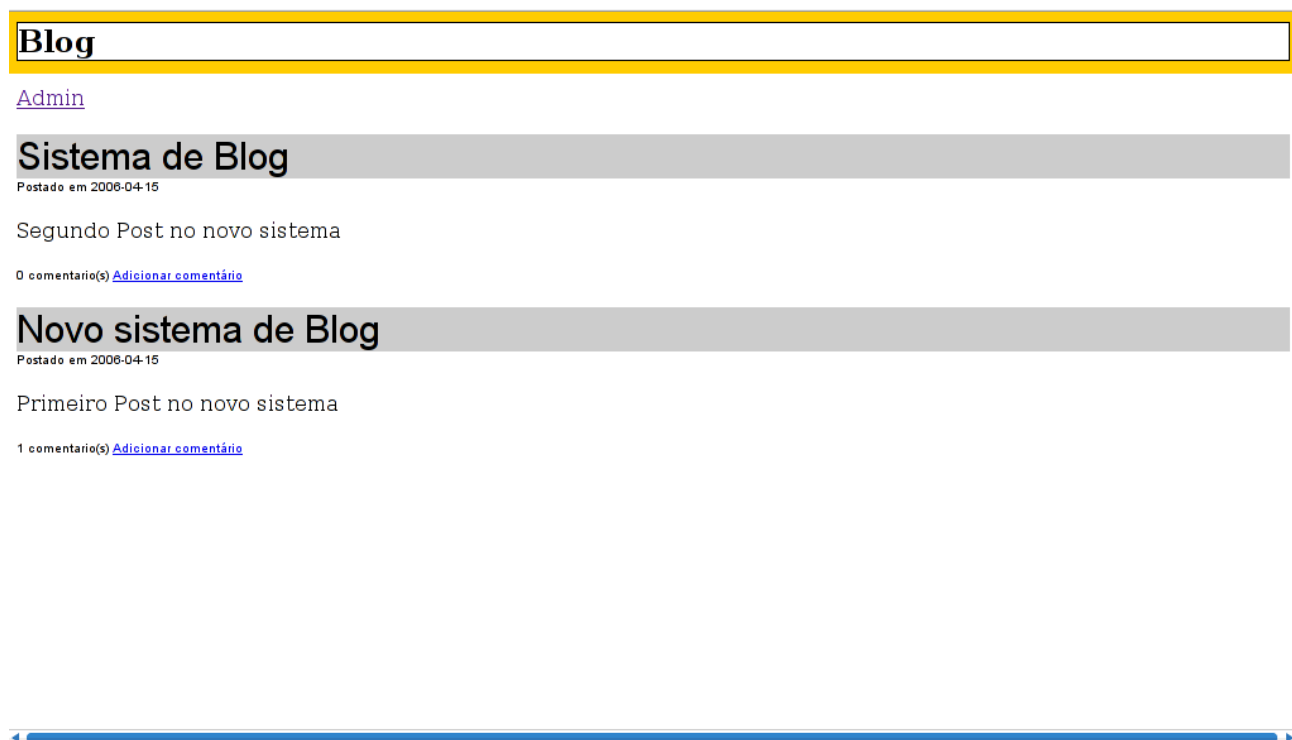 Blog
Admin
Sistema de Blog
Postado em 2006-04-15
Segundo Post no novo sistema
0 comentario(s) Adicionar comentário
Novo sistema de Blog
Postado em 2006-04-15
Primeiro Post no novo sistema
1 comentario(s) Adicionar comentário